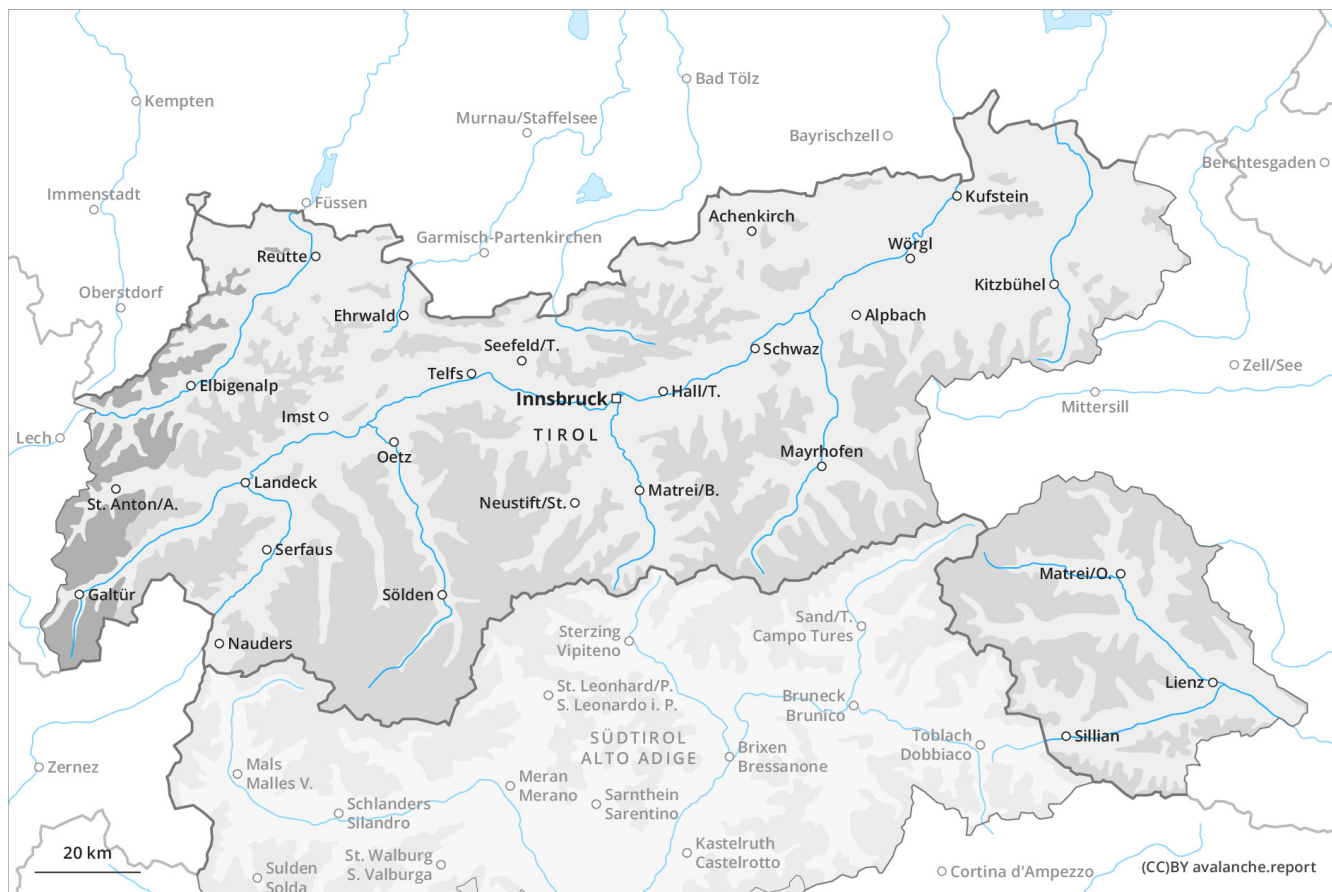 Kempten
Bad Tölz
Murnau/Staffelsee
Bayrischzell
Berchtesgaden
Immenstadt
Füssen
Kufstein
Achenkirch
Garmisch-Partenkirchen
Wörgl
Reutte
Oberstdorf
Kitzbühel
Ehrwald
Alpbach
Seefeld/T.
Schwaz
Zell/See
Telfs
Elbigenalp
Innsbruck
Hall/T.
Mittersill
Imst
TIROL
Lech
Oetz
Mayrhofen
Landeck
Matrei/B.
St. Anton/A.
Neustift/St.
Serfaus
Matrei/O.
Galtür
Sölden
Sand/T.
Campo Tures
Sterzing
Vipiteno
Nauders
Lienz
St. Leonhard/P.
S. Leonardo i. P.
Bruneck
Brunico
Sillian
Toblach
Dobbiaco
SÜDTIROL
ALTO ADIGE
Brixen
Bressanone
Zernez
Mals
Malles V.
Meran
Merano
Schlanders
Silandro
Sarnthein
Sarentino
Kastelruth
Castelrotto
20 km
St. Walburg
S. Valburga
Sulden
Solda
Cortina d'Ampezzo
(CC)BY avalanche.report